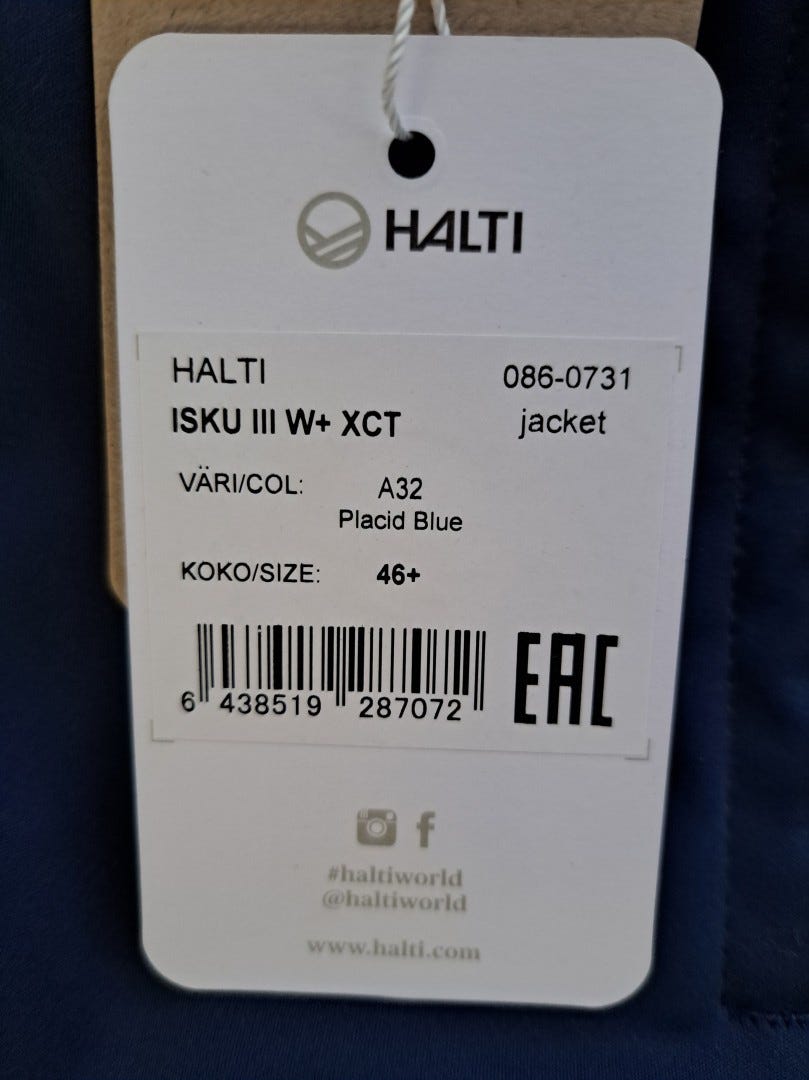 HALTI
HALTI 086-0731
ISKU III W+ XCT jacket
VÄRI/COL: A32
Placid Blue
KOKO/SIZE: 46+
6 438519 287072 EAC
#haltiworld
@haltiworld
www.halti.com